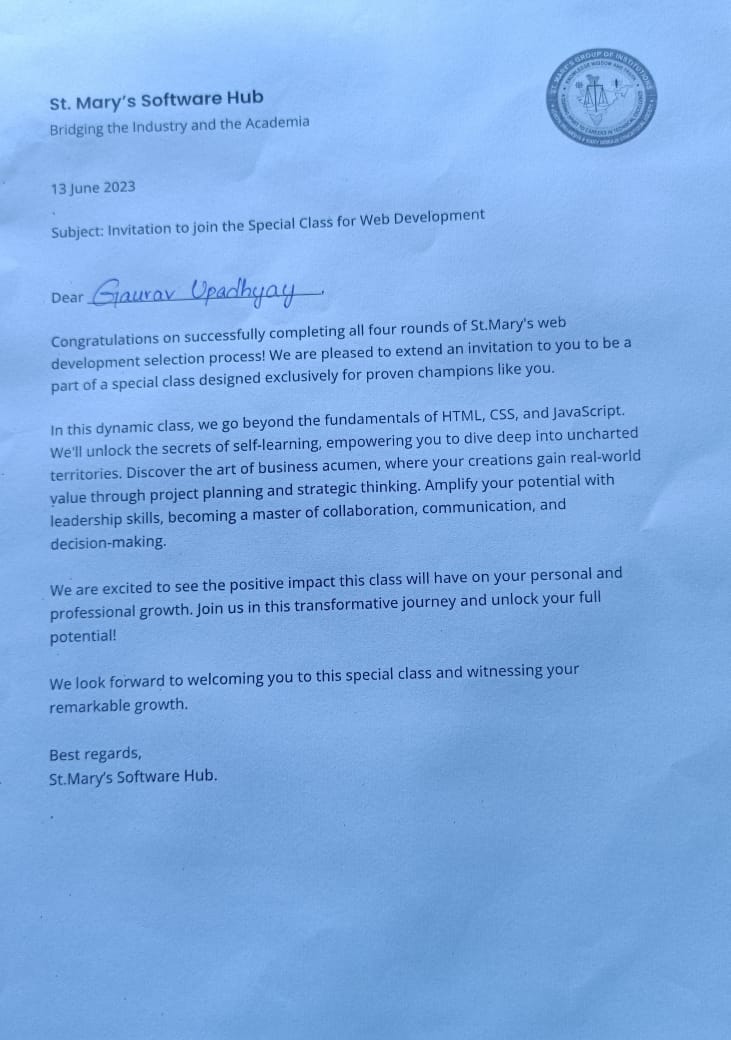 St. Mary's Software Hub
Bridging the Industry and the Academia
ST. MARY'S GROUP OF INSTITUTIONS
13 June 2023
Subject: Invitation to join the Special Class for Web Development
Dear Gaurav Upadhyay.
Congratulations on successfully completing all four rounds of St.Mary's web
development selection process! We are pleased to extend an invitation to you to be a
part of a special class designed exclusively for proven champions like you.
In this dynamic class, we go beyond the fundamentals of HTML, CSS, and JavaScript.
We'll unlock the secrets of self-learning, empowering you to dive deep into uncharted
territories. Discover the art of business acumen, where your creations gain real-world
value through project planning and strategic thinking. Amplify your potential with
leadership skills, becoming a master of collaboration, communication, and
decision-making.
We are excited to see the positive impact this class will have on your personal and
professional growth. Join us in this transformative journey and unlock your full
potential!
We look forward to welcoming you to this special class and witnessing your
remarkable growth.
Best regards,
St.Mary's Software Hub.